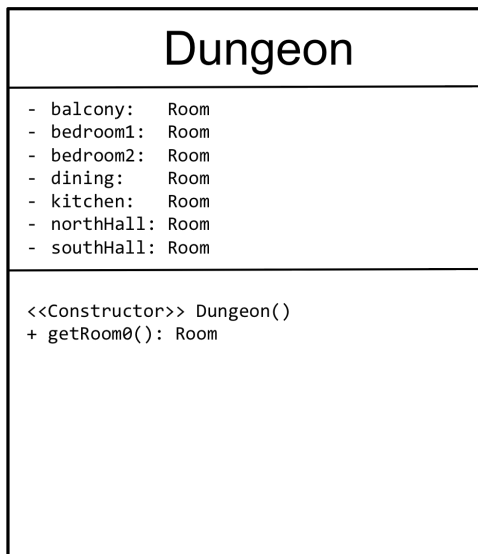 Dungeon
- balcony: Room
- bedroom1: Room
- bedroom2: Room
- dining: Room
- kitchen: Room
- northHall: Room
- southHall: Room
<<Constructor>> Dungeon()
+ getRoom0(): Room